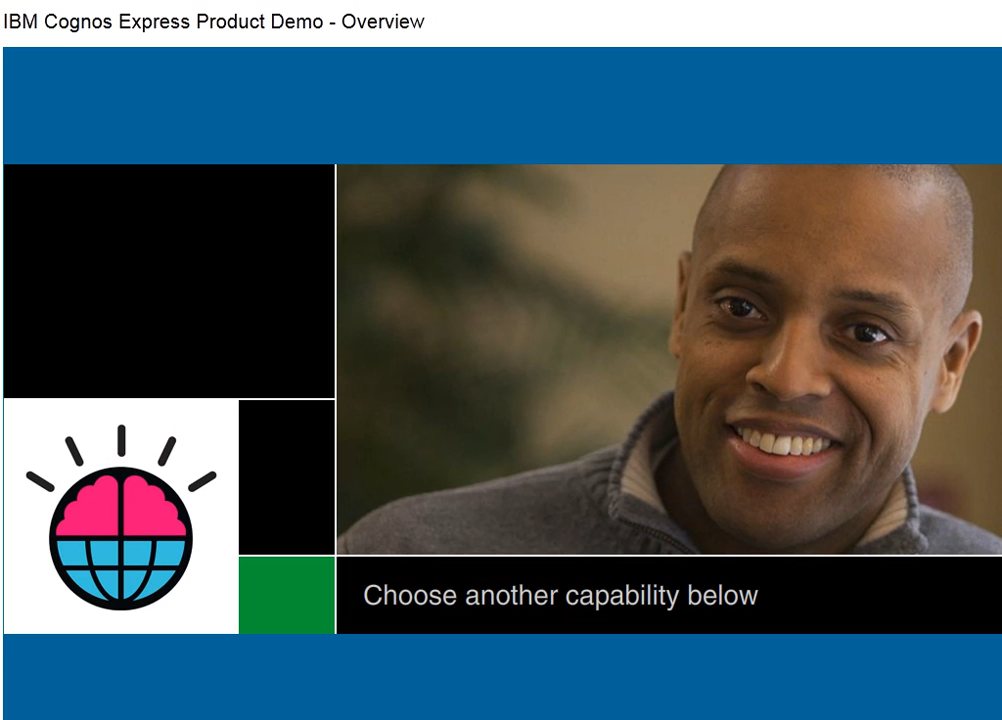 IBM Cognos Express Product Demo - Overview
Choose another capability below